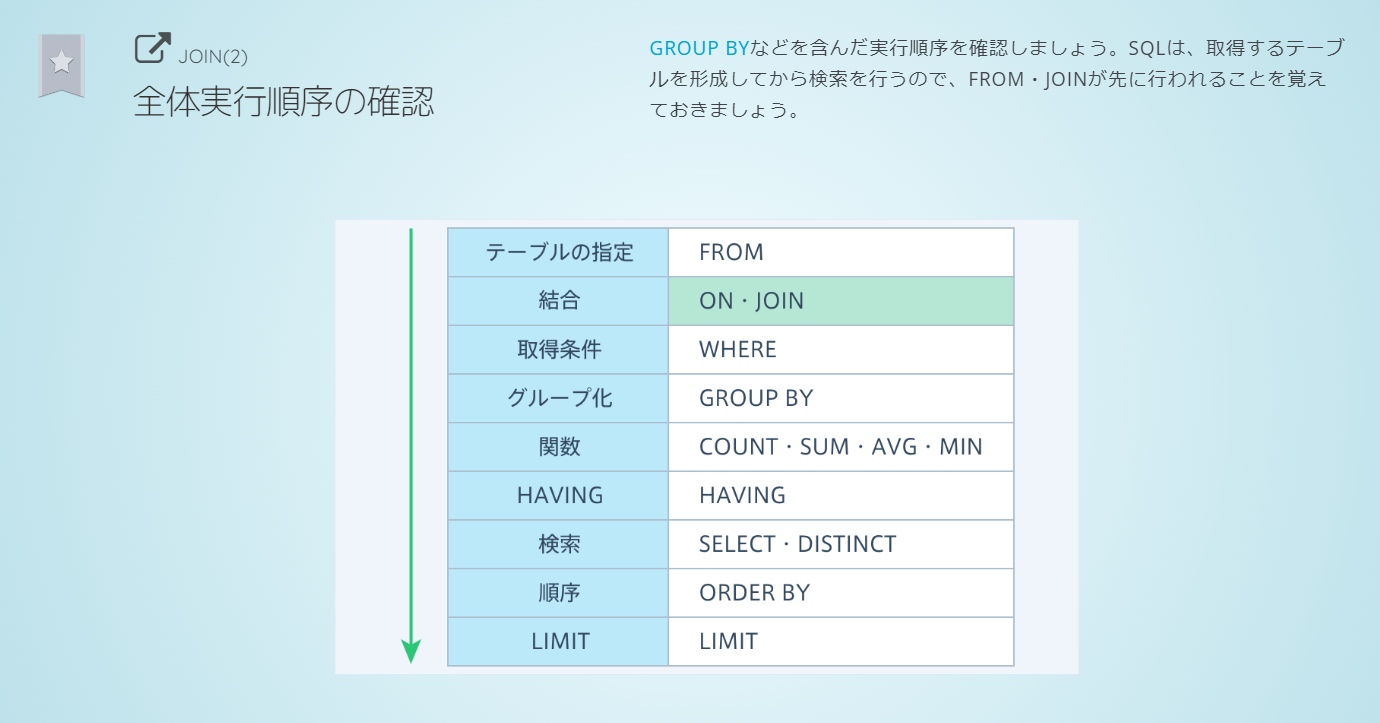 JOIN(2)
全体実行順序の確認
GROUP BYなどを含んだ実行順序を確認しましょう。SQLは、取得するテーブ
ルを形成してから検索を行うので、FROM・JOINが先に行われることを覚え
ておきましょう。
テーブルの指定 FROM
結合 ON・JOIN
取得条件 WHERE
グループ化 GROUP BY
関数 COUNT・SUM・AVG・MIN
HAVING HAVING
検索 SELECT・DISTINCT
順序 ORDER BY
LIMIT LIMIT